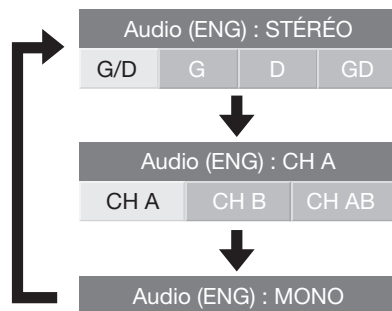 Audio (ENG) : STÉRÉO
G/D G D GD
Audio (ENG) : CH A
CH A CH B CH AB
Audio (ENG) : MONO